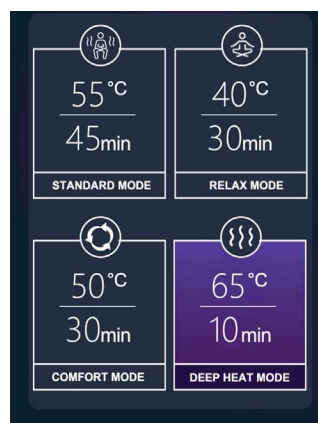 55°C
45min
STANDARD MODE
40°C
30min
RELAX MODE
50°C
30min
COMFORT MODE
65°C
10min
DEEP HEAT MODE